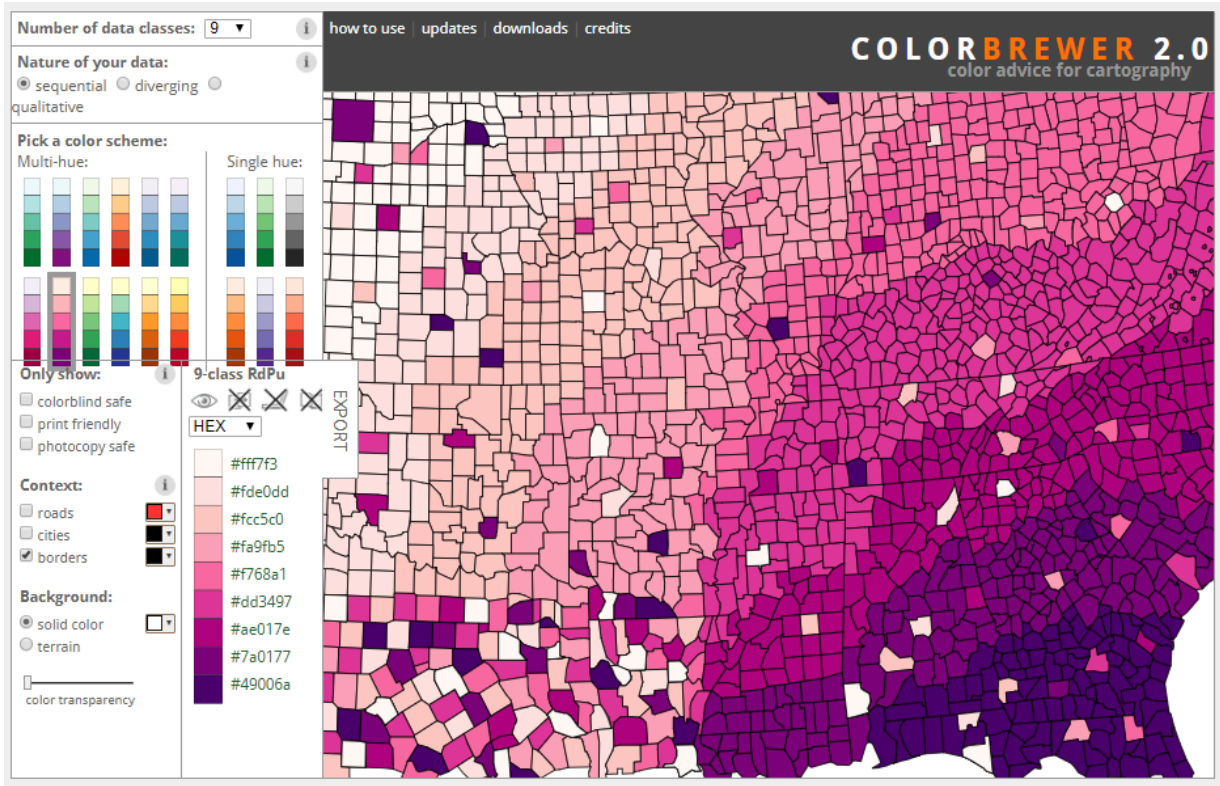 Number of data classes: 9
how to use | updates | downloads | credits
COLORBREWER 2.0
color advice for cartography
Nature of your data:
sequential diverging
qualitative
Pick a color scheme:
Multi-hue: Single hue:
Only show:
colorblind safe
print friendly
photocopy safe
Context:
roads
cities
borders
Background:
solid color
terrain
color transparency
9-class RdPu
HEX
EXPORT
#fff7f3
#fde0dd
#fcc5c0
#fa9fb5
#f768a1
#dd3497
#ae017e
#7a0177
#49006a